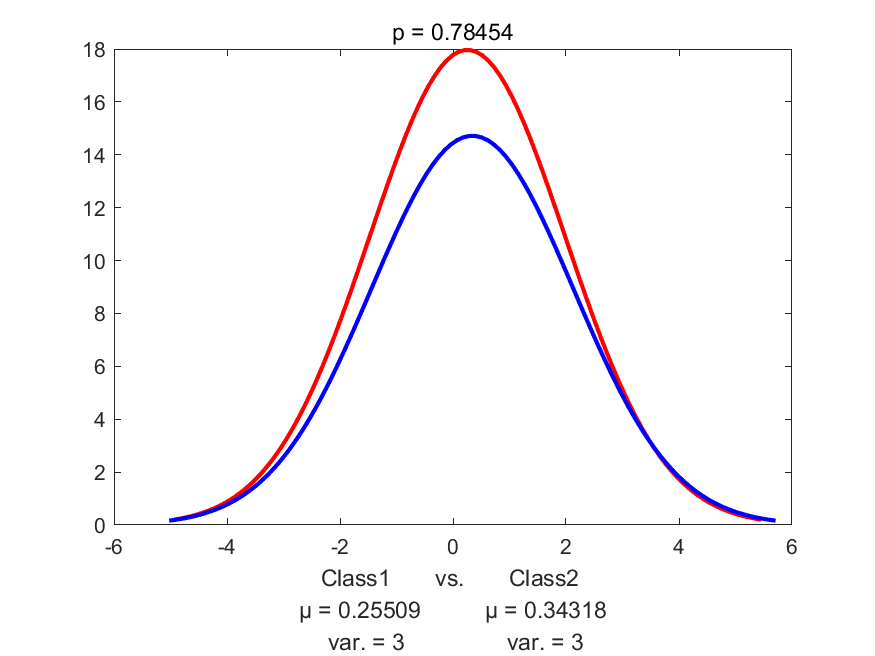 p = 0.78454
18
16
14
12
10
8
6
4
2
0
-6 -4 -2 0 2 4 6
Class1 vs. Class2
μ = 0.25509 μ = 0.34318
var. = 3 var. = 3